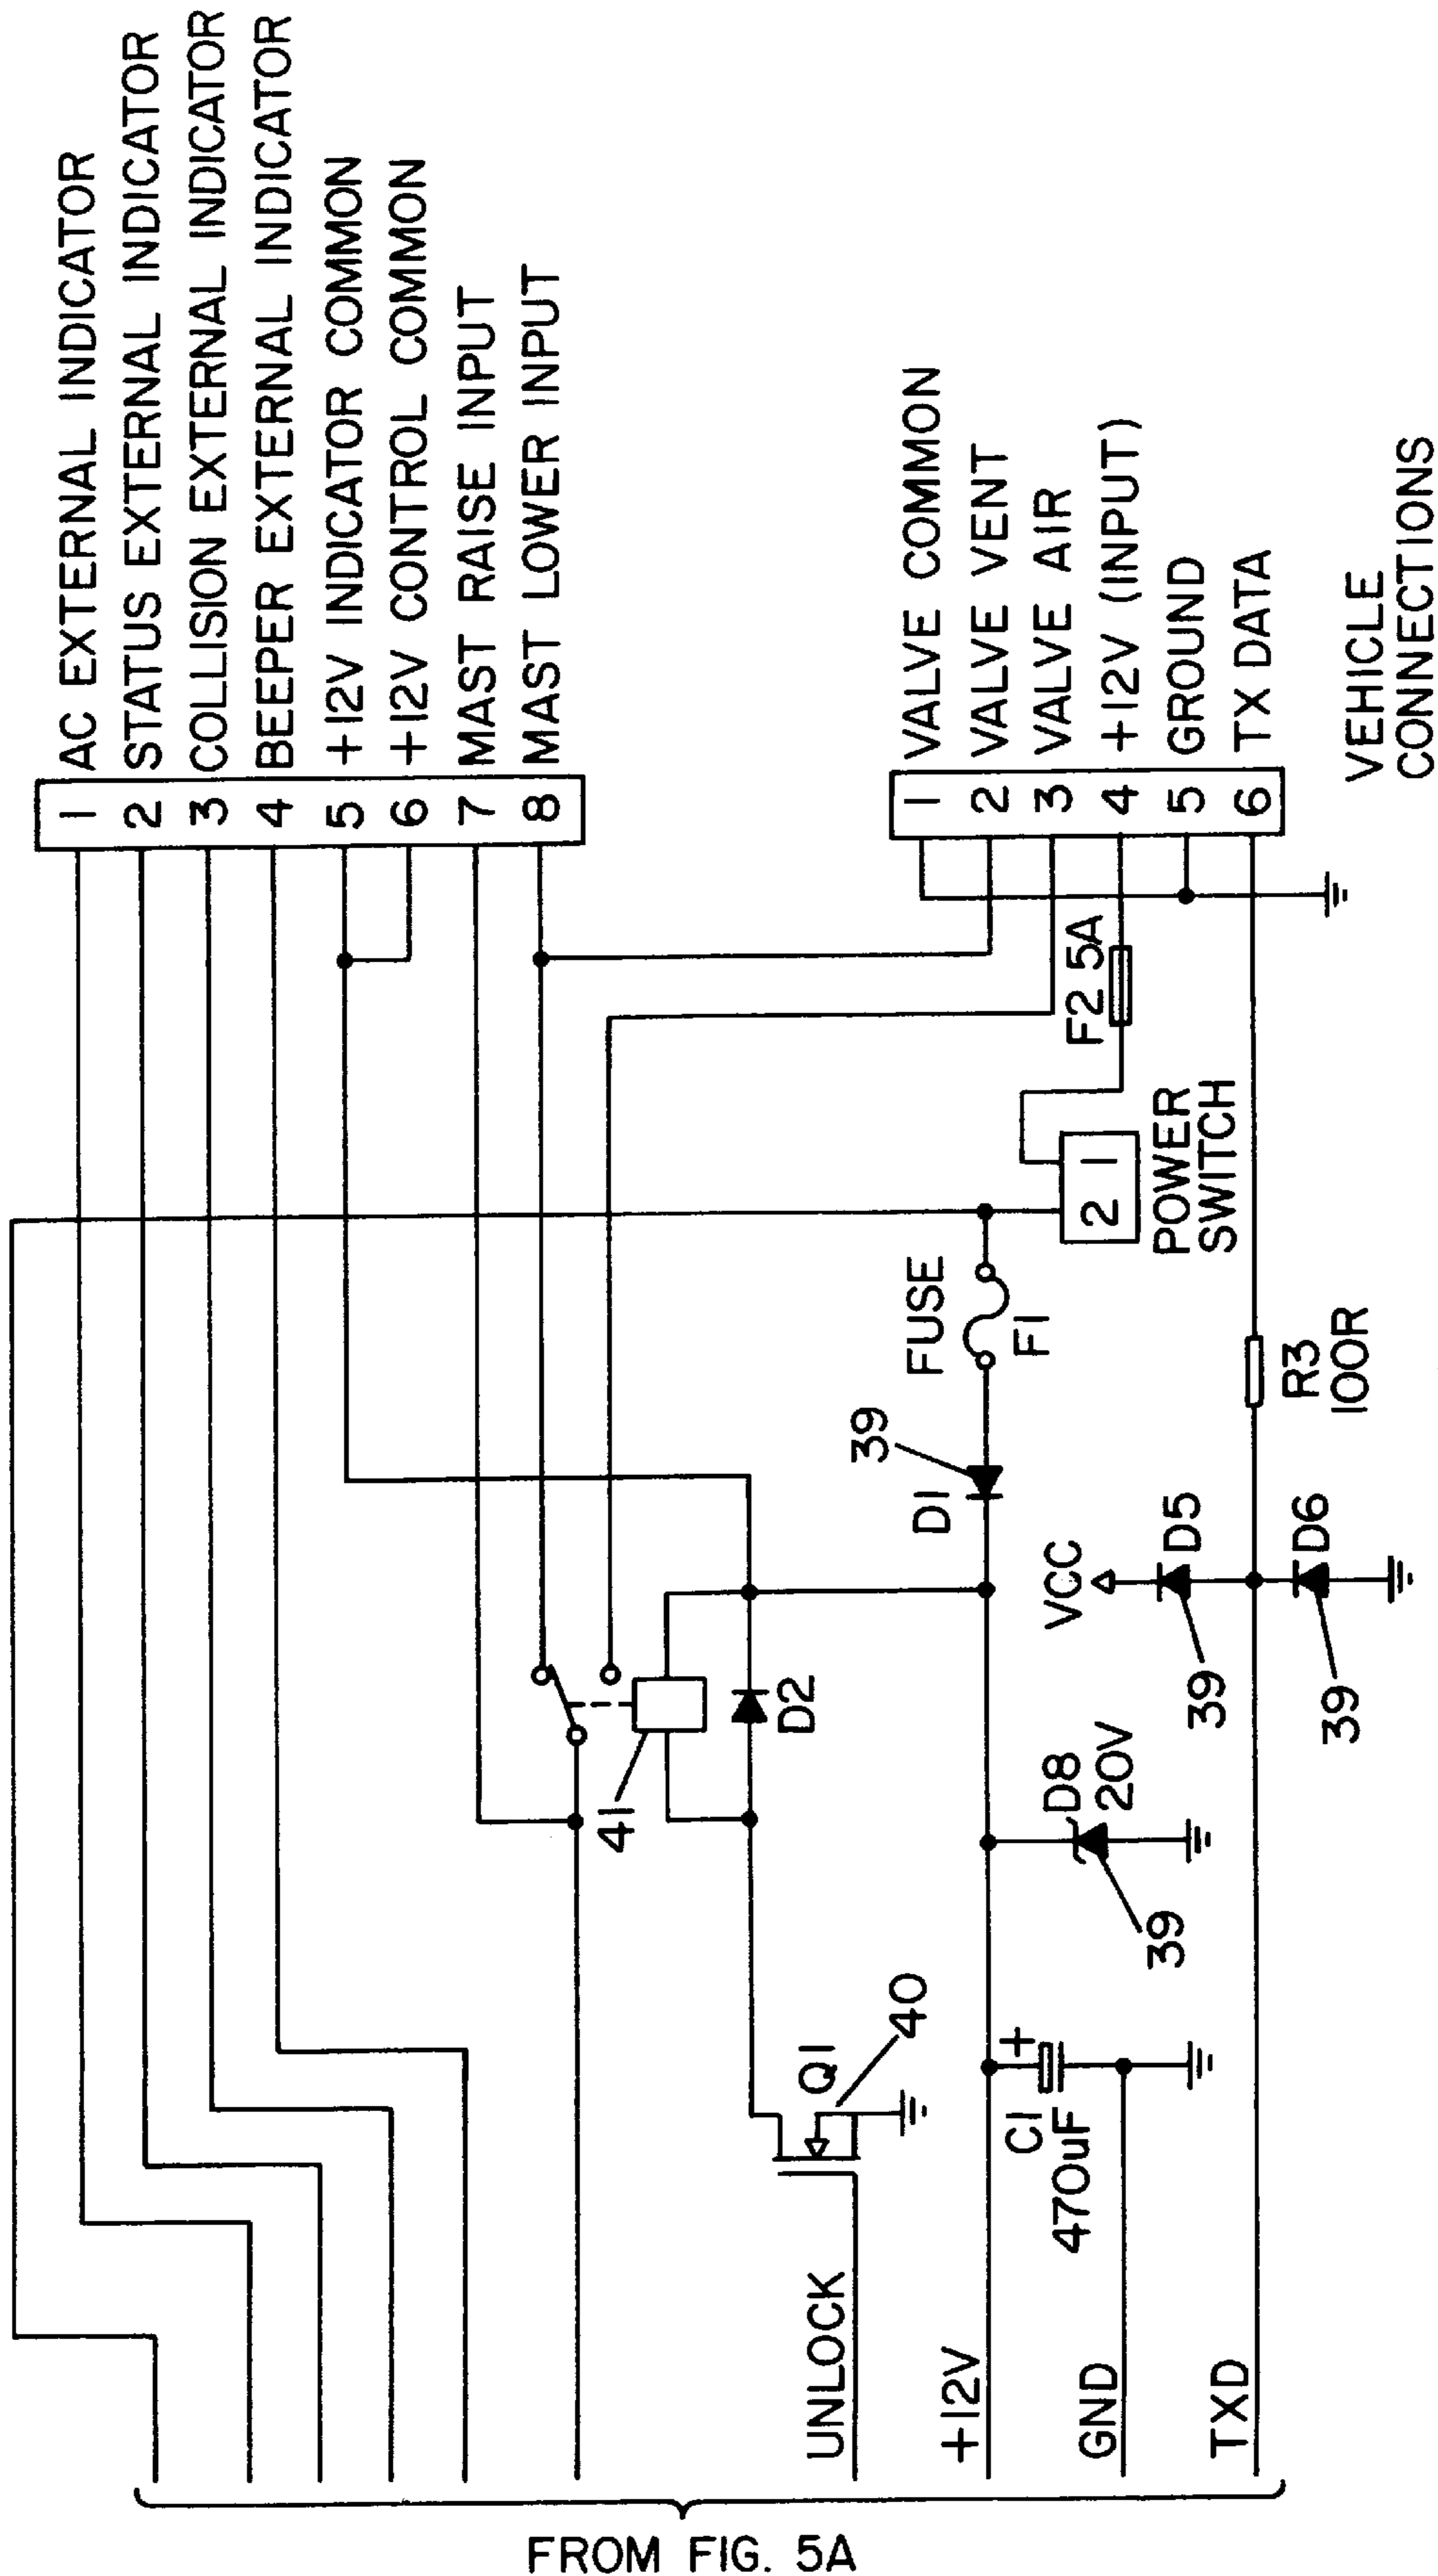 1 AC EXTERNAL INDICATOR
2 STATUS EXTERNAL INDICATOR
3 COLLISION EXTERNAL INDICATOR
4 BEEPER EXTERNAL INDICATOR
5 +12V INDICATOR COMMON
6 +12V CONTROL COMMON
7 MAST RAISE INPUT
8 MAST LOWER INPUT
41
D2
UNLOCK
Q1
40
1 VALVE COMMON
2 VALVE VENT
3 VALVE AIR
4 +12V (INPUT)
5 GROUND
6 TX DATA
VEHICLE
CONNECTIONS
F2 5A
2 1
POWER
SWITCH
FUSE
F1
39
D1
+12V
C1
+
470uF
GND
D8
20V
39
VCC
D5
39
D6
39
R3
100R
TXD
FROM FIG. 5A